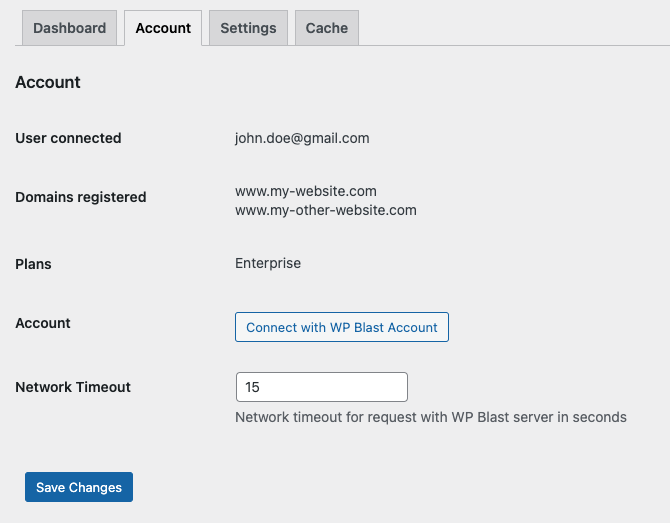 Dashboard Account Settings Cache
Account
User connected john.doe@gmail.com
Domains registered www.my-website.com
www.my-other-website.com
Plans Enterprise
Account Connect with WP Blast Account
Network Timeout 15
Network timeout for request with WP Blast server in seconds
Save Changes